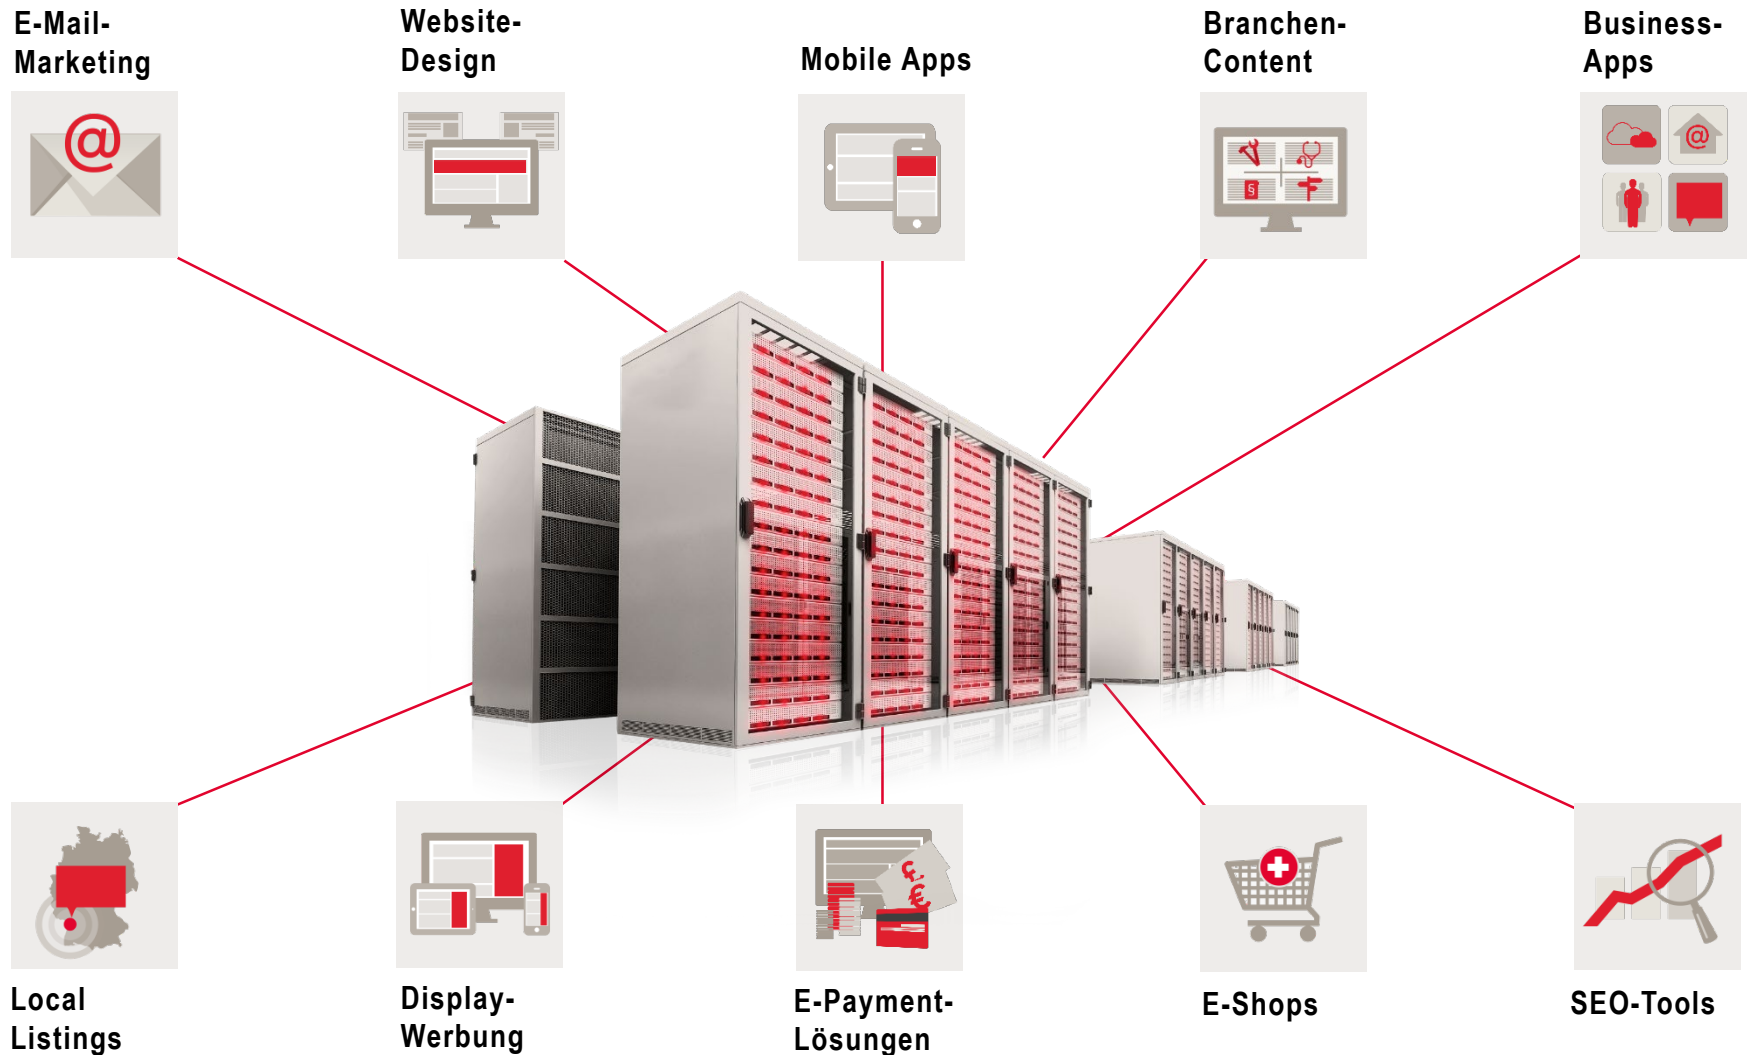 E-Mail-
Marketing
Website-
Design
Mobile Apps
Branchen-
Content
Business-
Apps
@
@
§
€
Local
Listings
Display-
Werbung
E-Payment-
Lösungen
E-Shops
SEO-Tools